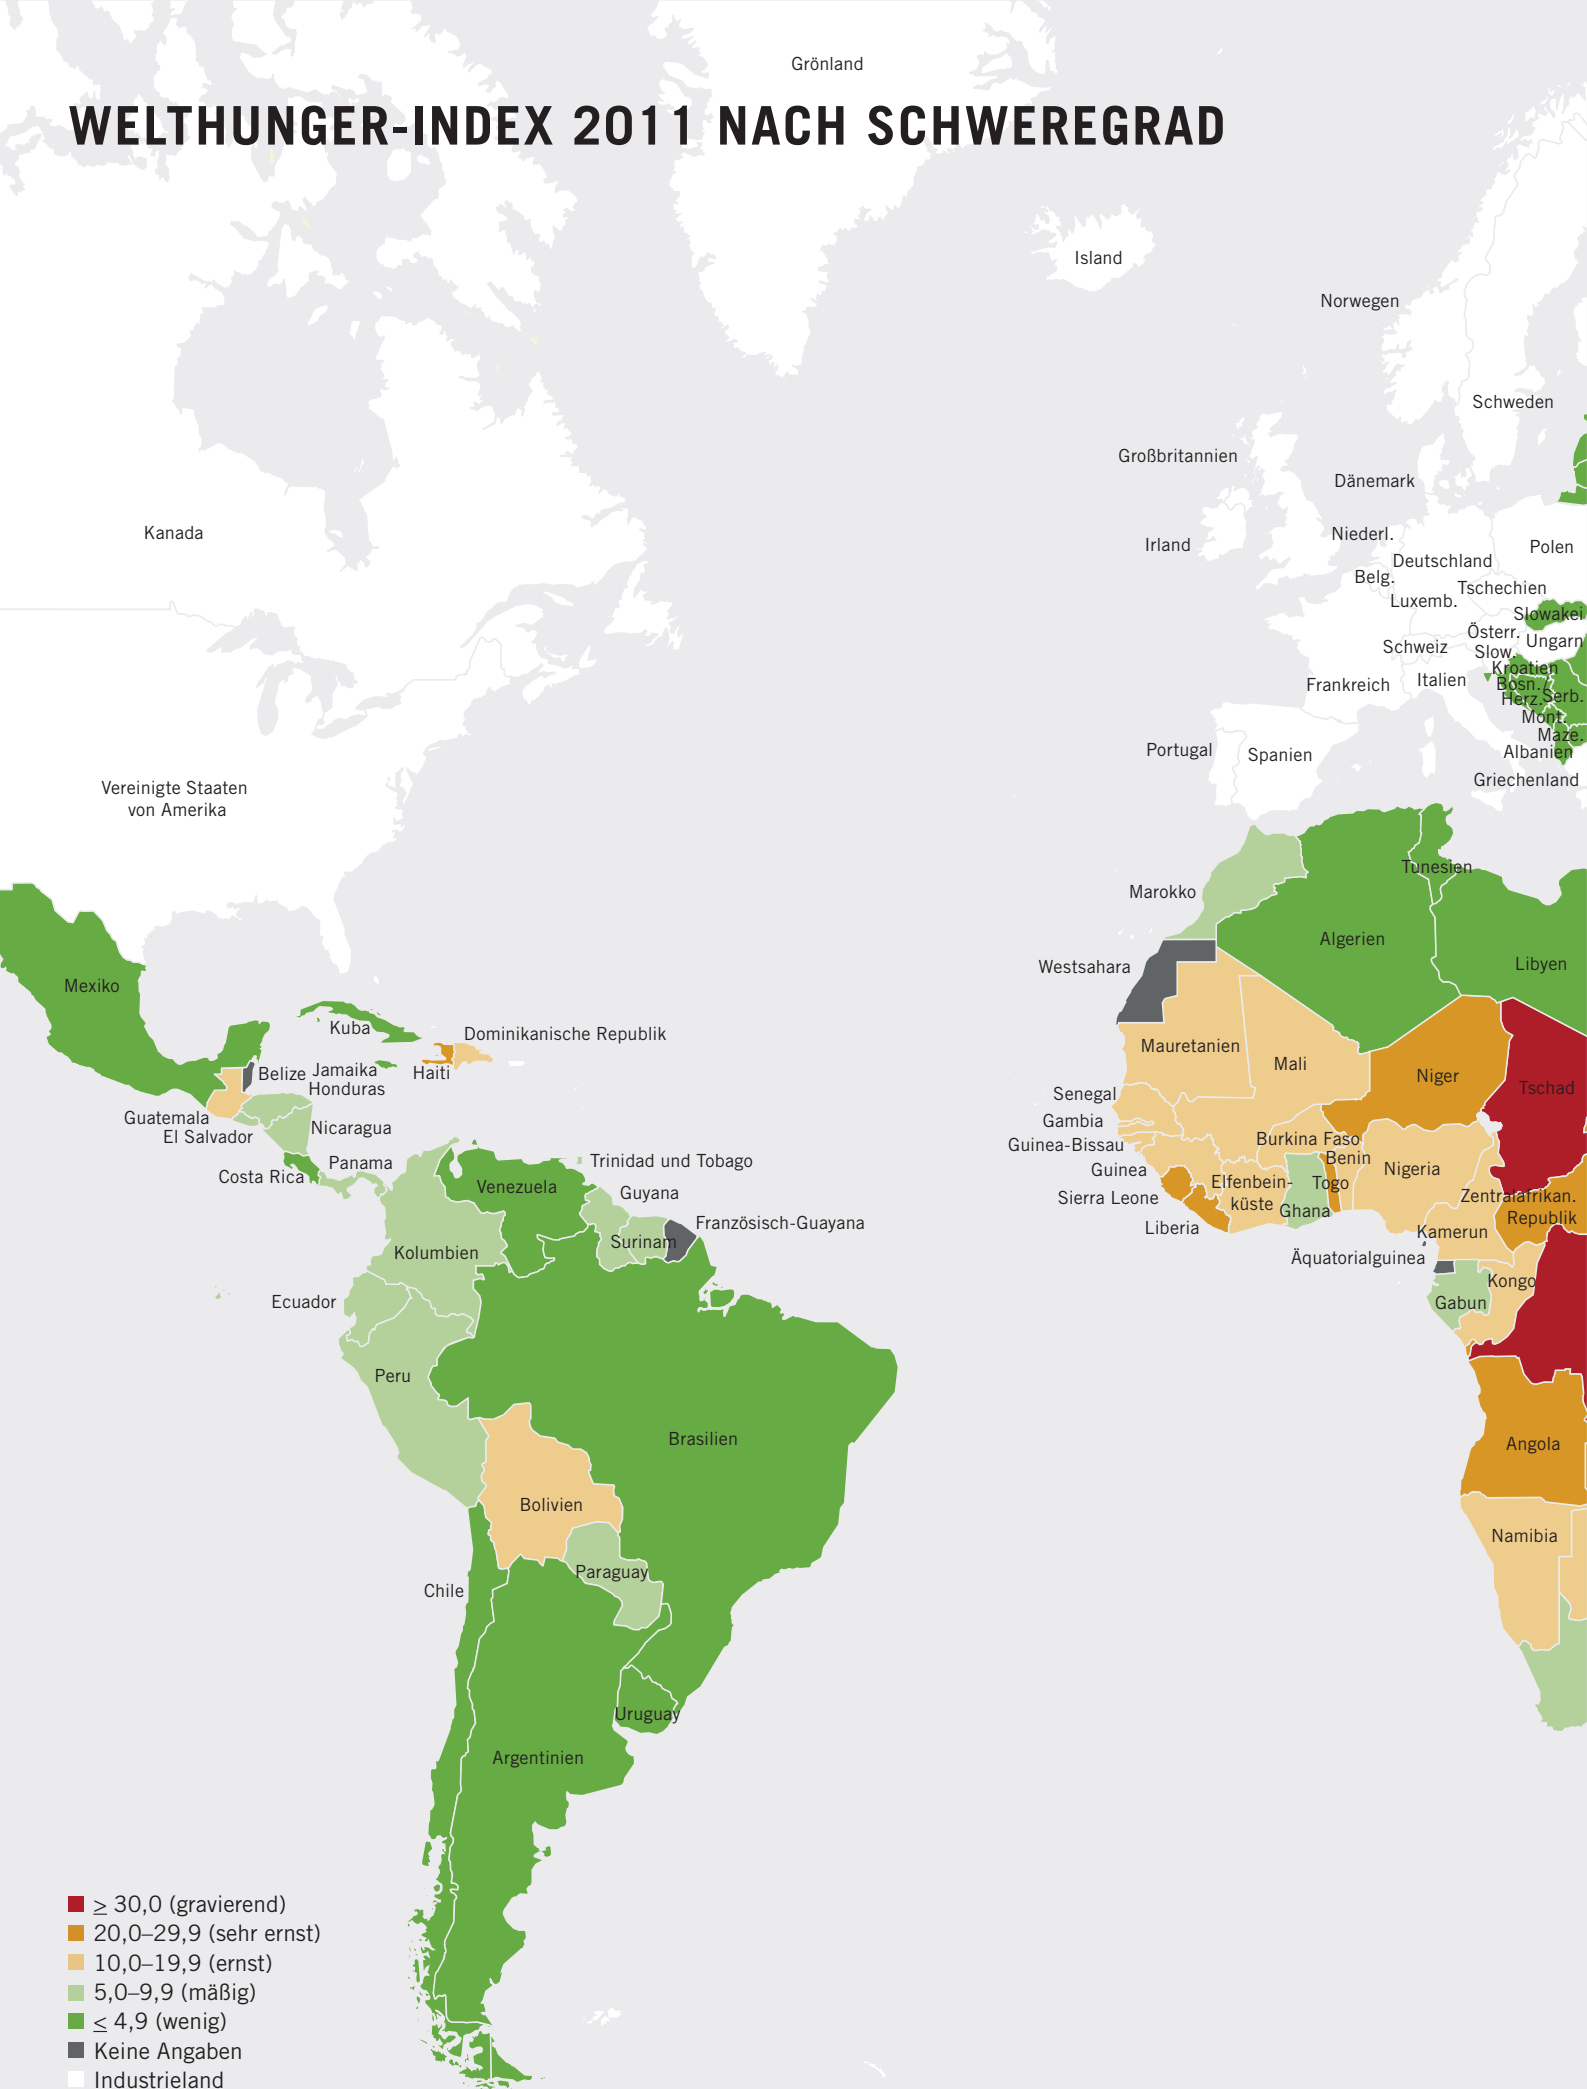 Grönland
WELTHUNGER-INDEX 2011 NACH SCHWEREGRAD
Island
Norwegen
Schweden
Großbritannien
Dänemark
Kanada
Niederl.
Irland
Polen
Deutschland
Belg.
Tschechien
Luxemb.
Slowakei
Österr.
Ungarn
Schweiz
Slow.
Kroatien
Italien
Frankreich
Bosn./
Herz.
Serb.
Mont.
Maze.
Portugal
Spanien
Albanien
Griechenland
Vereinigte Staaten
von Amerika
Tunesien
Marokko
Algerien
Libyen
Westsahara
Mexiko
Kuba
Dominikanische Republik
Mauretanien
Mali
Belize
Jamaika
Haiti
Niger
Tschad
Honduras
Senegal
Guatemala
Gambia
Nicaragua
El Salvador
Burkina Faso
Guinea-Bissau
Benin
Panama
Trinidad und Tobago
Guinea
Nigeria
Costa Rica
Venezuela
Elfenbein-
küste
Togo
Guyana
Sierra Leone
Zentralafrikan.
Republik
Ghana
Französisch-Guayana
Liberia
Kamerun
Surinam
Kolumbien
Äquatorialguinea
Kongo
Ecuador
Gabun
Peru
Brasilien
Angola
Bolivien
Namibia
Paraguay
Chile
Uruguay
Argentinien
≥ 30,0 (gravierend)
20,0–29,9 (sehr ernst)
10,0–19,9 (ernst)
5,0–9,9 (mäßig)
≤ 4,9 (wenig)
Keine Angaben
Industrieland